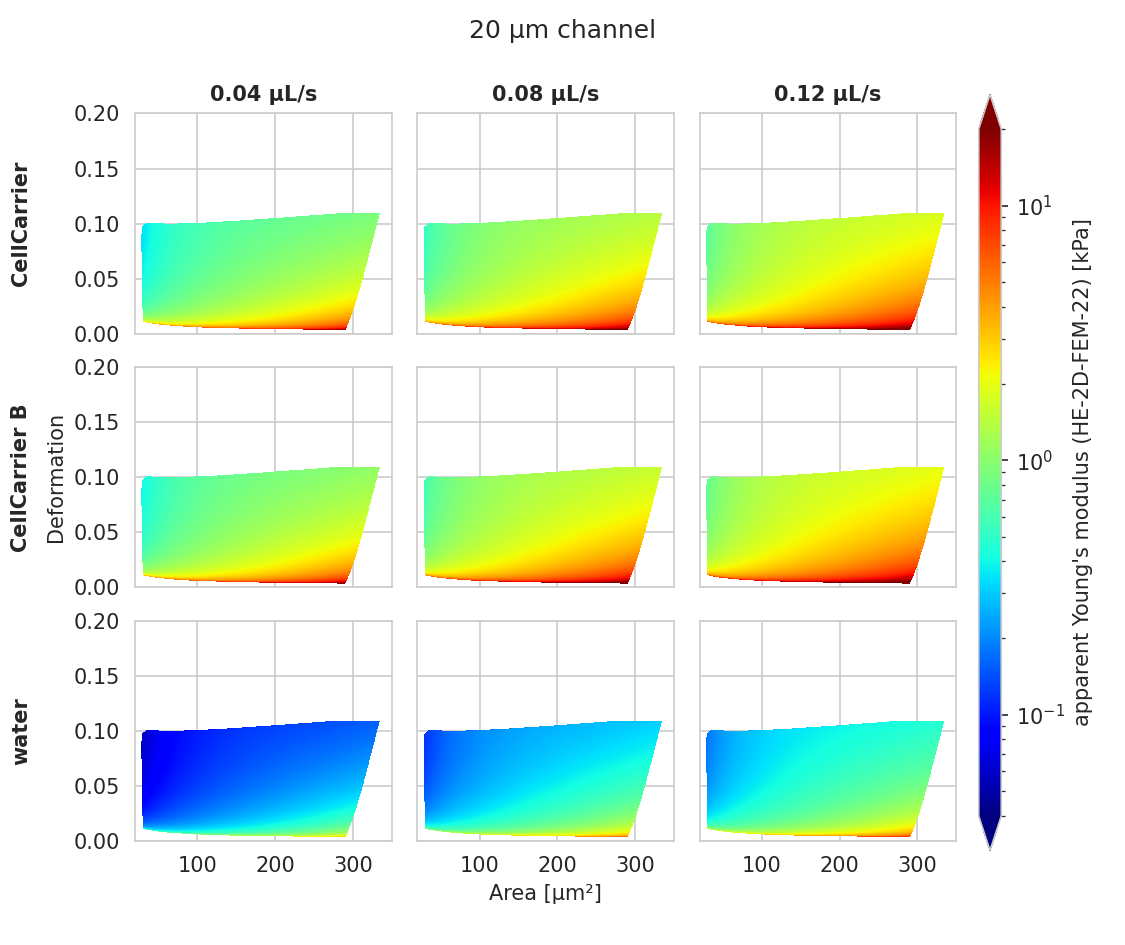 20 µm channel
0.04 µL/s 0.08 µL/s 0.12 µL/s
CellCarrier
0.20
0.15
0.10
0.05
0.00
CellCarrier B
Deformation
0.20
0.15
0.10
0.05
0.00
water
0.20
0.15
0.10
0.05
0.00
100 200 300 100 200 300 100 200 300
Area [µm²]
10¹
10⁰
10⁻¹
apparent Young's modulus (HE-2D-FEM-22) [kPa]